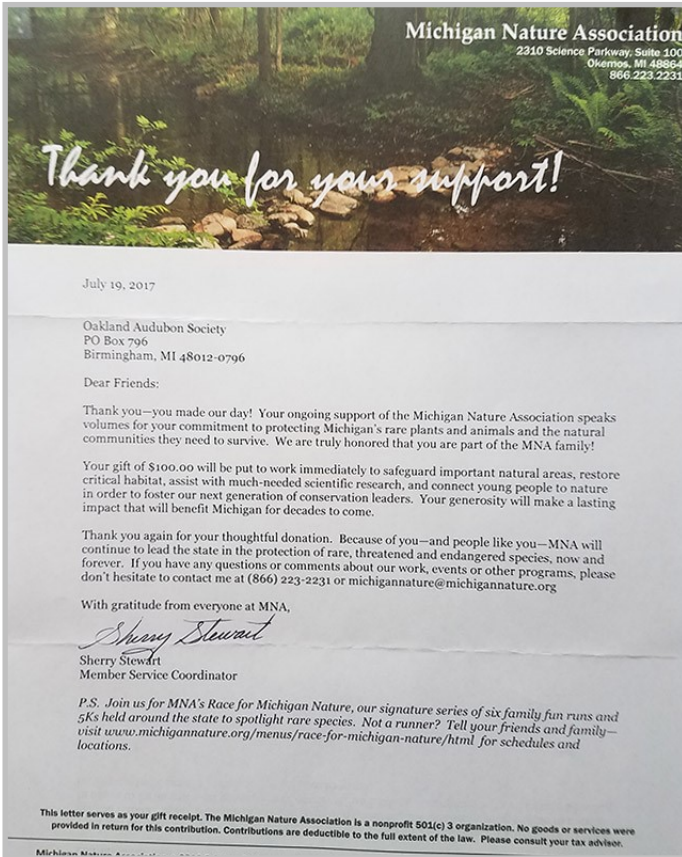 Michigan Nature Association
2310 Science Parkway, Suite 100
Okemos, MI 48864
866.223.2231
Thank you for your support!
July 19, 2017
Oakland Audubon Society
PO Box 796
Birmingham, MI 48012-0796
Dear Friends:
Thank you—you made our day! Your ongoing support of the Michigan Nature Association speaks
volumes for your commitment to protecting Michigan's rare plants and animals and the natural
communities they need to survive. We are truly honored that you are part of the MNA family!
Your gift of $100.00 will be put to work immediately to safeguard important natural areas, restore
critical habitat, assist with much-needed scientific research, and connect young people to nature
in order to foster our next generation of conservation leaders. Your generosity will make a lasting
impact that will benefit Michigan for decades to come.
Thank you again for your thoughtful donation. Because of you—and people like you—MNA will
continue to lead the state in the protection of rare, threatened and endangered species, now and
forever. If you have any questions or comments about our work, events or other programs, please
don't hesitate to contact me at (866) 223-2231 or michigannature@michigannature.org
With gratitude from everyone at MNA,
Sherry Stewart
Sherry Stewart
Member Service Coordinator
P.S. Join us for MNA's Race for Michigan Nature, our signature series of six family fun runs and
5Ks held around the state to spotlight rare species. Not a runner? Tell your friends and family—
visit www.michigannature.org/menus/race-for-michigan-nature/html for schedules and
locations.
This letter serves as your gift receipt. The Michigan Nature Association is a nonprofit 501(c) 3 organization. No goods or services were
provided in return for this contribution. Contributions are deductible to the full extent of the law. Please consult your tax advisor.